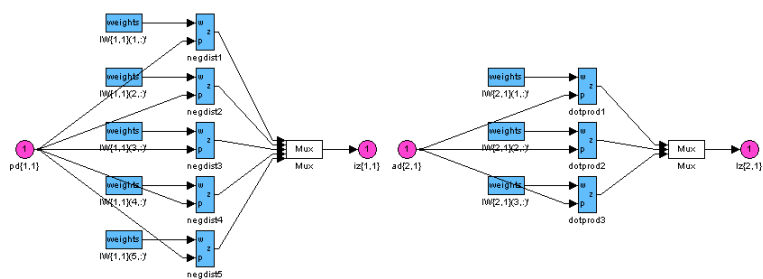 weights
w
z
p
IW{1,1}(1,:)'
negdist1
weights
w
z
p
IW{1,1}(2,:)'
negdist2
weights
w
z
p
IW{1,1}(3,:)'
negdist3
weights
w
z
p
IW{1,1}(4,:)'
negdist4
weights
w
z
p
IW{1,1}(5,:)'
negdist5
1
pd{1,1}
Mux
Mux
1
iz{1,1}
weights
w
z
p
IW{2,1}(1,:)'
dotprod1
weights
w
z
p
IW{2,1}(2,:)'
dotprod2
weights
w
z
p
IW{2,1}(3,:)'
dotprod3
1
ad{2,1}
Mux
Mux
1
lz{2,1}